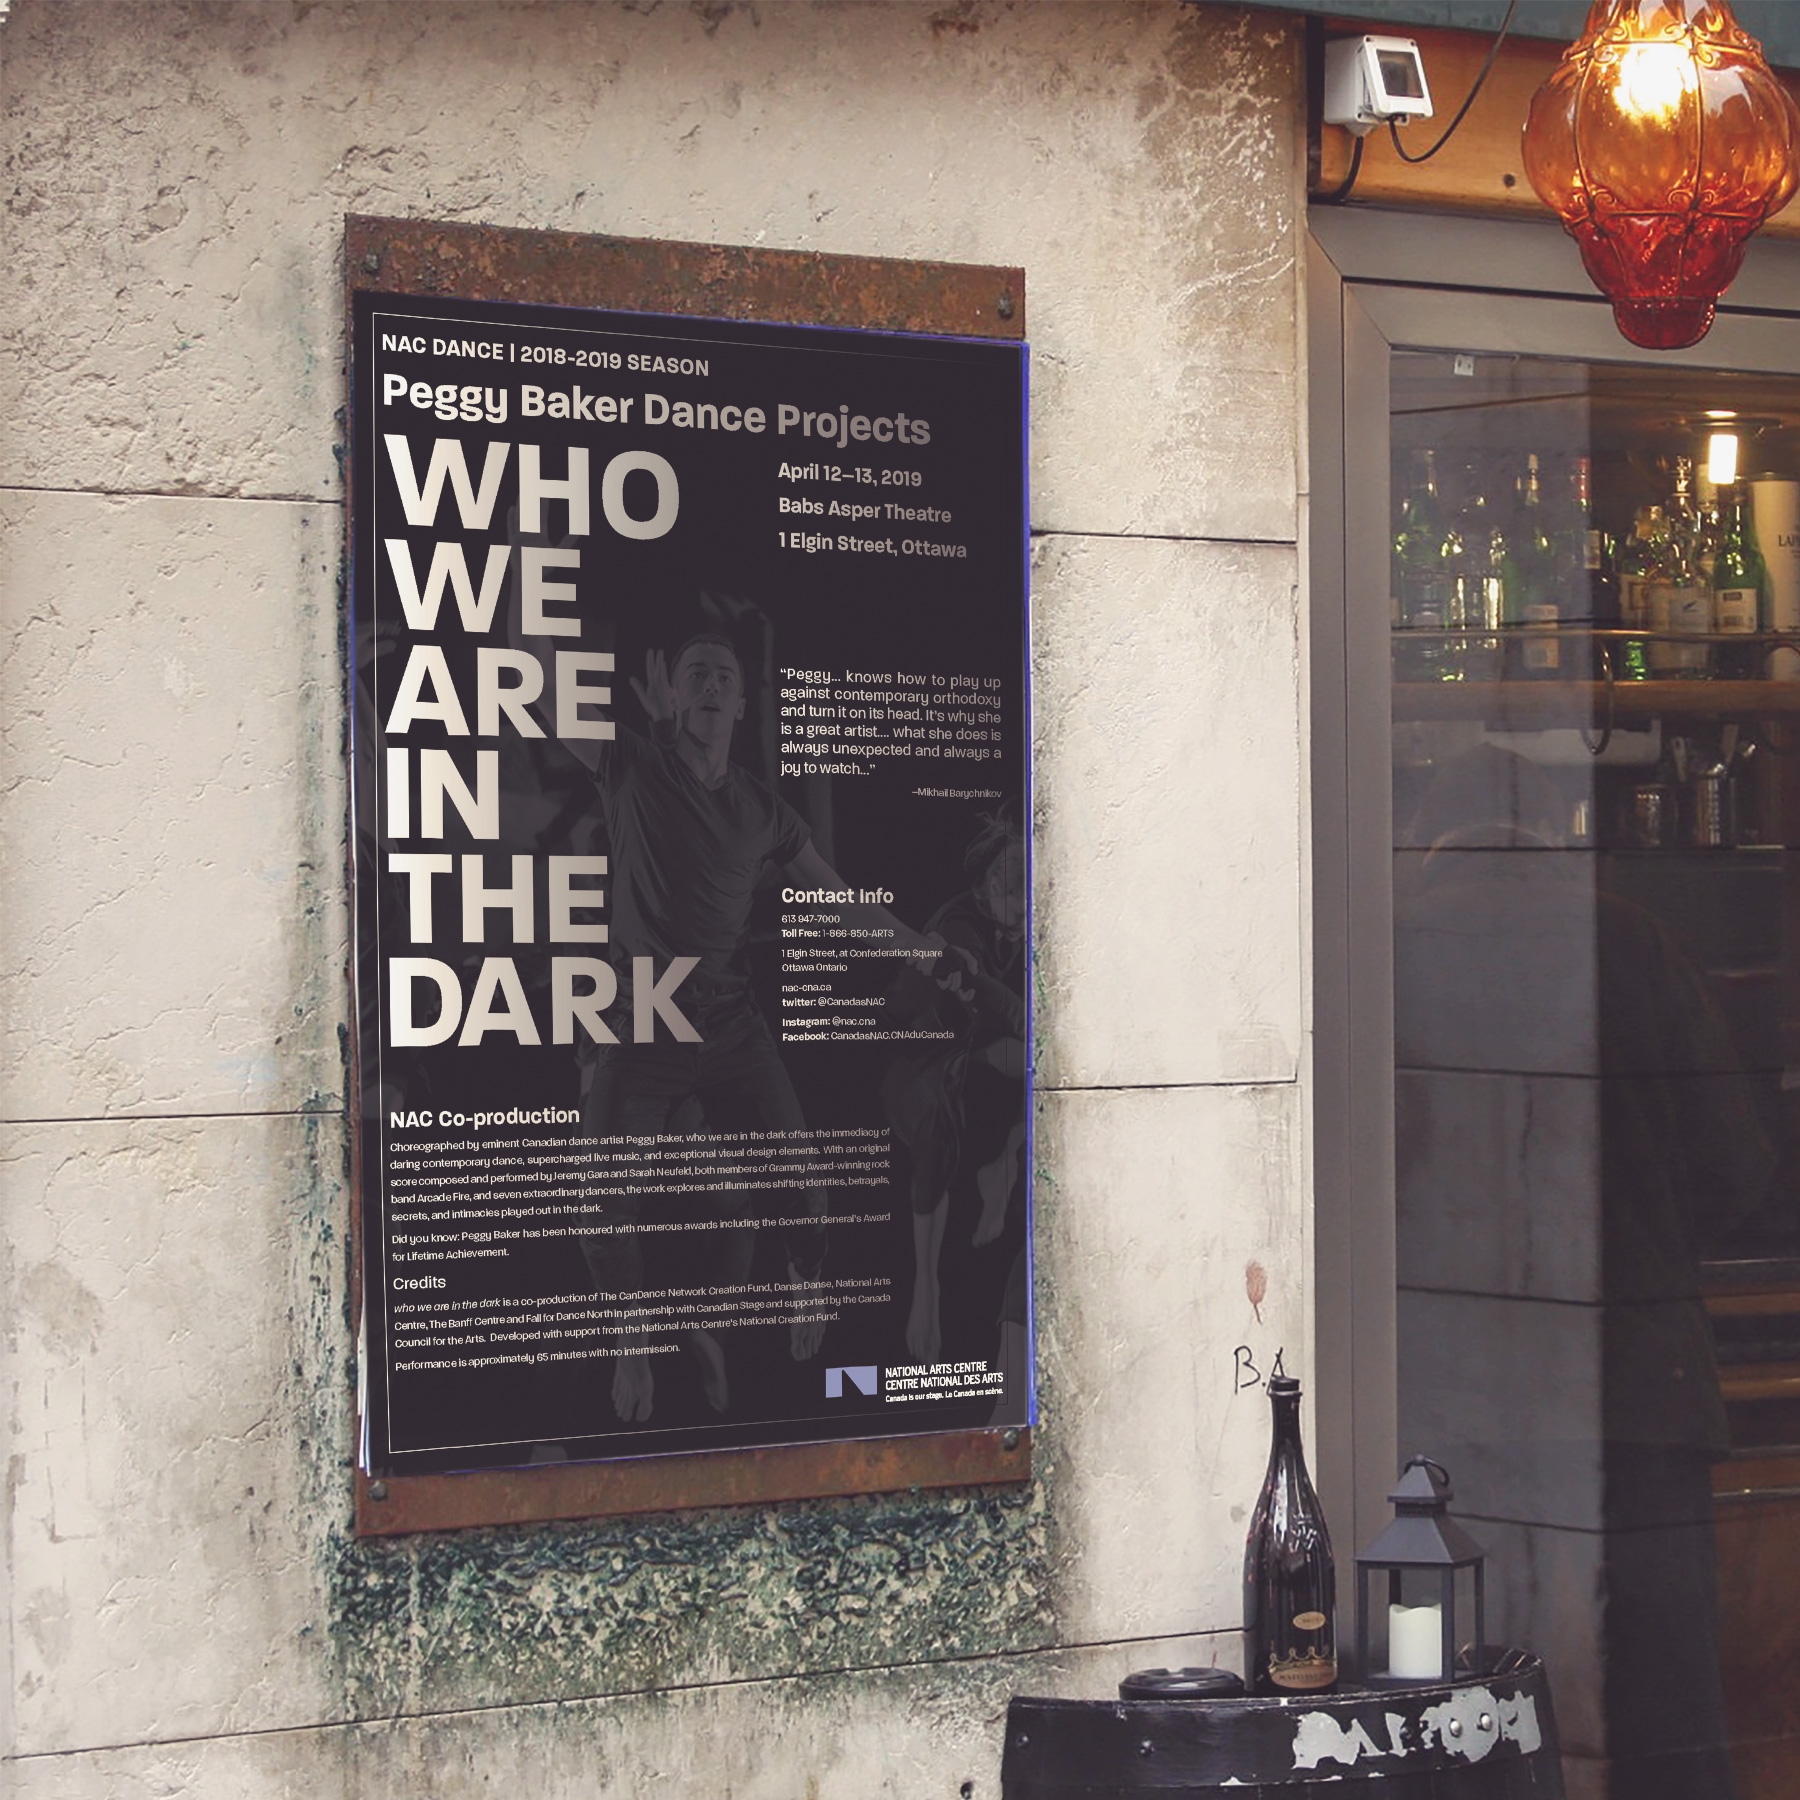 NAC DANCE | 2018-2019 SEASON
Peggy Baker Dance Projects
WHO
WE
ARE
IN
THE
DARK
April 12–13, 2019
Babs Asper Theatre
1 Elgin Street, Ottawa
“Peggy... knows how to play up
against contemporary orthodoxy
and turn it on its head. It's why she
is a great artist.... what she does is
always unexpected and always a
joy to watch...”
–Mikhail Barychnikov
Contact Info
613 947-7000
Toll Free: 1-866-850-ARTS
1 Elgin Street, at Confederation Square
Ottawa Ontario
nac-cna.ca
twitter: @CanadasNAC
Instagram: @nac.cna
Facebook: CanadasNAC.CNAduCanada
NAC Co-production
Choreographed by eminent Canadian dance artist Peggy Baker, who we are in the dark offers the immediacy of
daring contemporary dance, supercharged live music, and exceptional visual design elements. With an original
score composed and performed by Jeremy Gara and Sarah Neufeld, both members of Grammy Award-winning rock
band Arcade Fire, and seven extraordinary dancers, the work explores and illuminates shifting identities, betrayals,
secrets, and intimacies played out in the dark.
Did you know: Peggy Baker has been honoured with numerous awards including the Governor General's Award
for Lifetime Achievement.
Credits
who we are in the dark is a co-production of The CanDance Network Creation Fund, Danse Danse, National Arts
Centre, The Banff Centre and Fall for Dance North in partnership with Canadian Stage and supported by the Canada
Council for the Arts. Developed with support from the National Arts Centre's National Creation Fund.
Performance is approximately 65 minutes with no intermission.
NATIONAL ARTS CENTRE
CENTRE NATIONAL DES ARTS
Canada is our stage. Le Canada en scène.
B.A